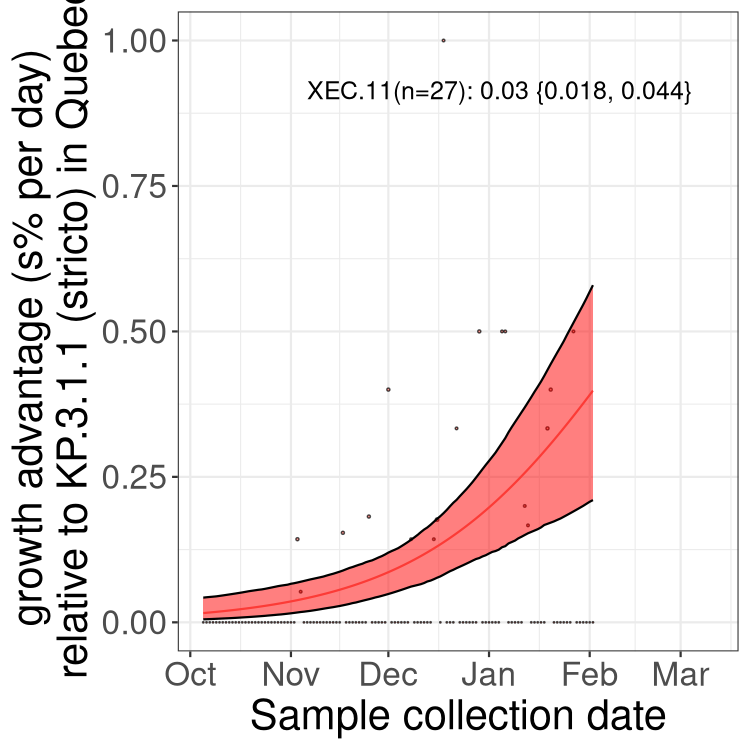 growth advantage (s% per day)
relative to KP.3.1.1 (stricto) in Quebec
1.00
0.75
0.50
0.25
0.00
XEC.11(n=27): 0.03 {0.018, 0.044}
Oct Nov Dec Jan Feb Mar
Sample collection date